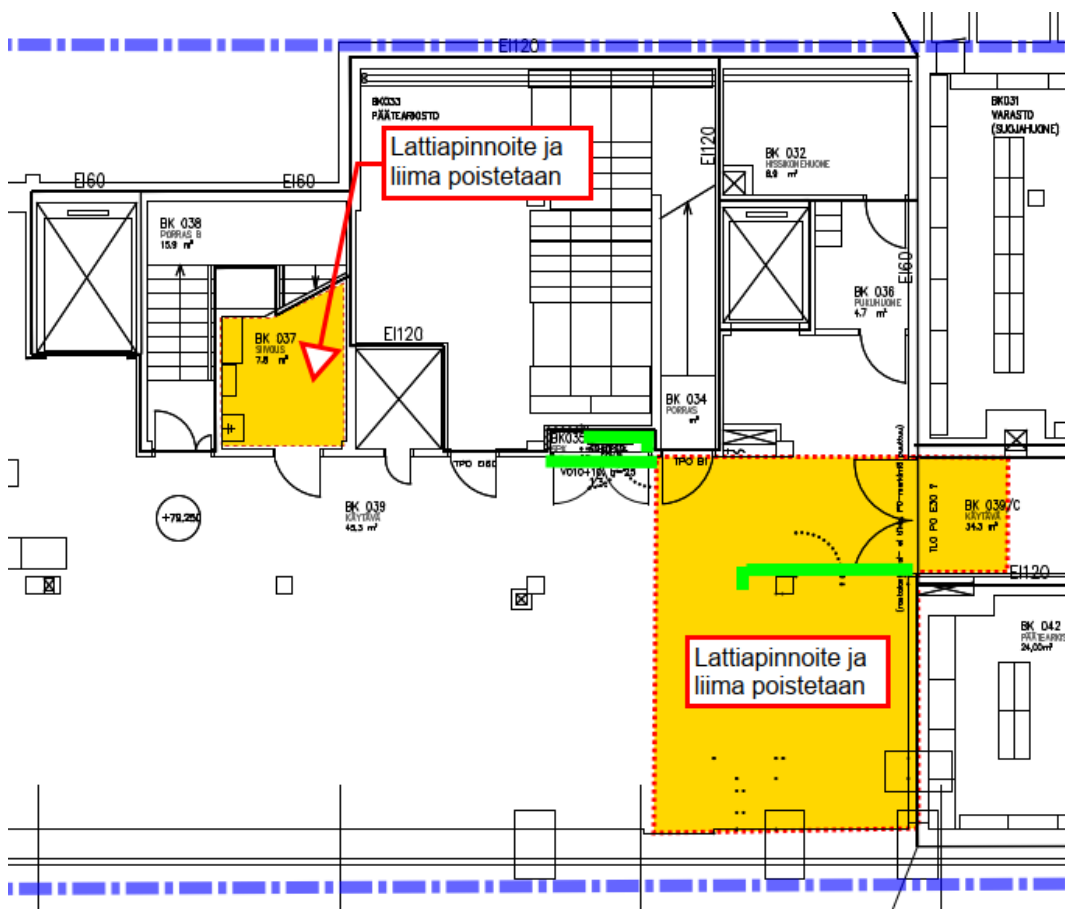 EI120
BK033
PÄÄTEARKISTO
BK031
VARASTO
(SUOJAHUONE)
Lattiapinnoite ja
liima poistetaan
EI120
BK 032
HISSIKONEHUONE
6.9 m²
EI60
EI60
BK 038
PORRAS B
15.9 m²
EI60
BK 036
PUKUHUONE
4.7 m²
EI120
BK 037
SIIVOUS
7.8 m²
BK 034
PORRAS
m²
BK035
TPO EI60
TPO EI
BK 039
KÄYTÄVÄ
45.3 m²
+79,250
TLO PO E30 ?
BK 039/C
KÄYTÄVÄ
34.3 m²
EI120
BK 042
24,00m²
Lattiapinnoite ja
liima poistetaan